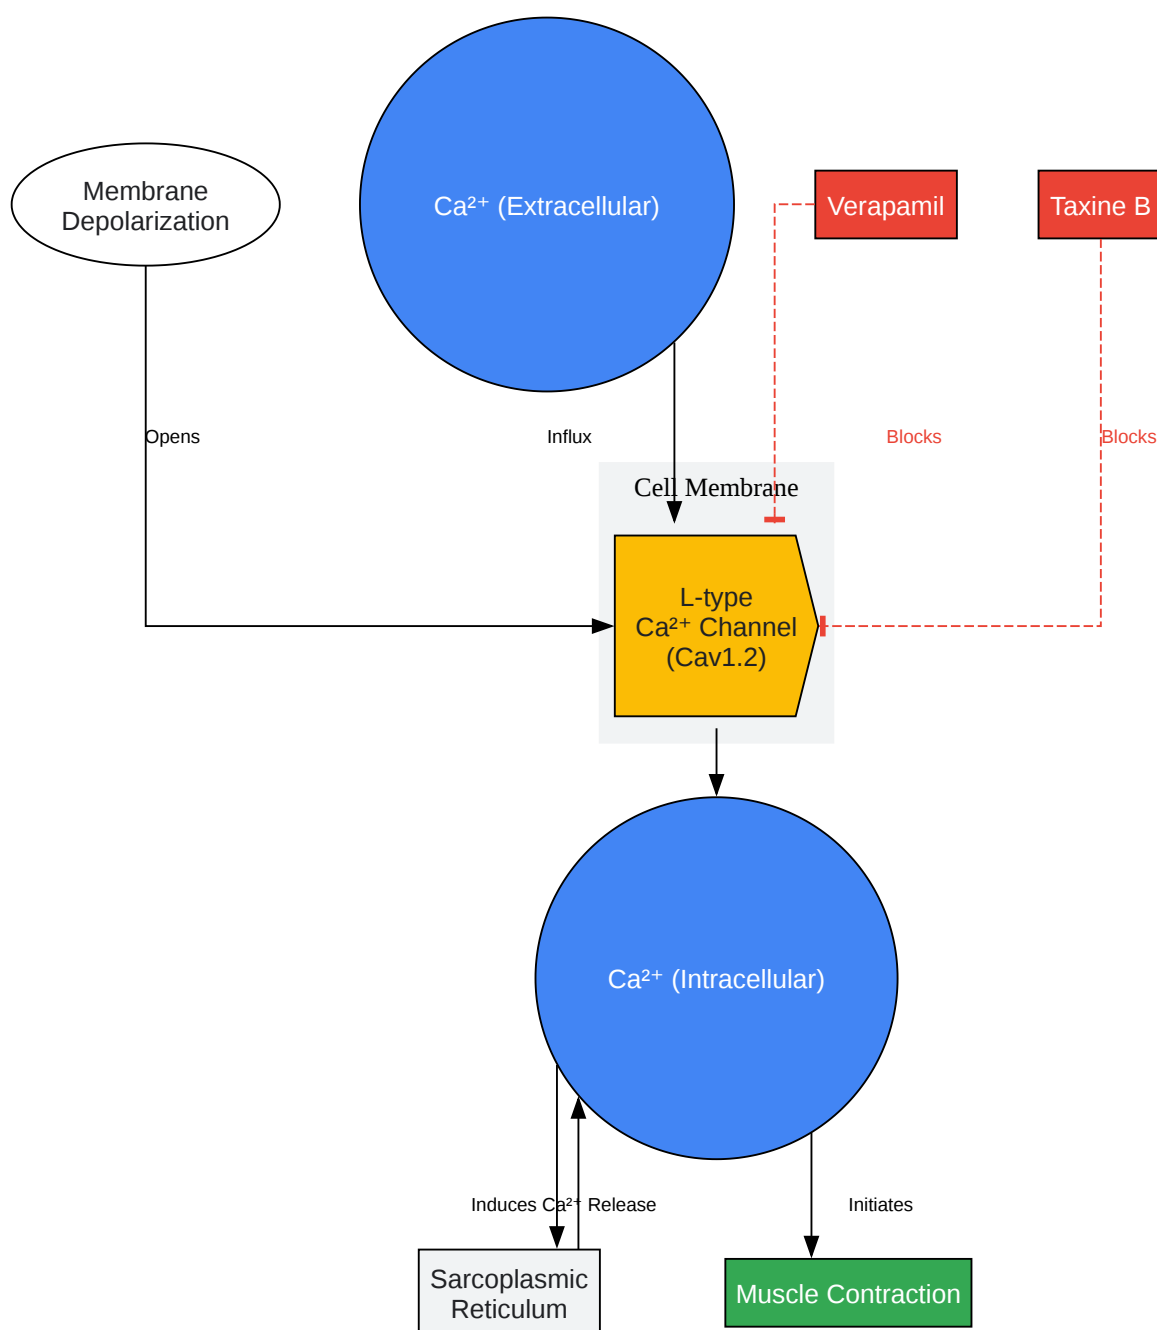 Membrane
Depolarization
Ca²⁺ (Extracellular)
Verapamil
Taxine B
Opens
Influx
Blocks
Blocks
Cell Membrane
L-type
Ca²⁺ Channel
(Cav1.2)
Ca²⁺ (Intracellular)
Induces Ca²⁺ Release
Initiates
Sarcoplasmic
Reticulum
Muscle Contraction